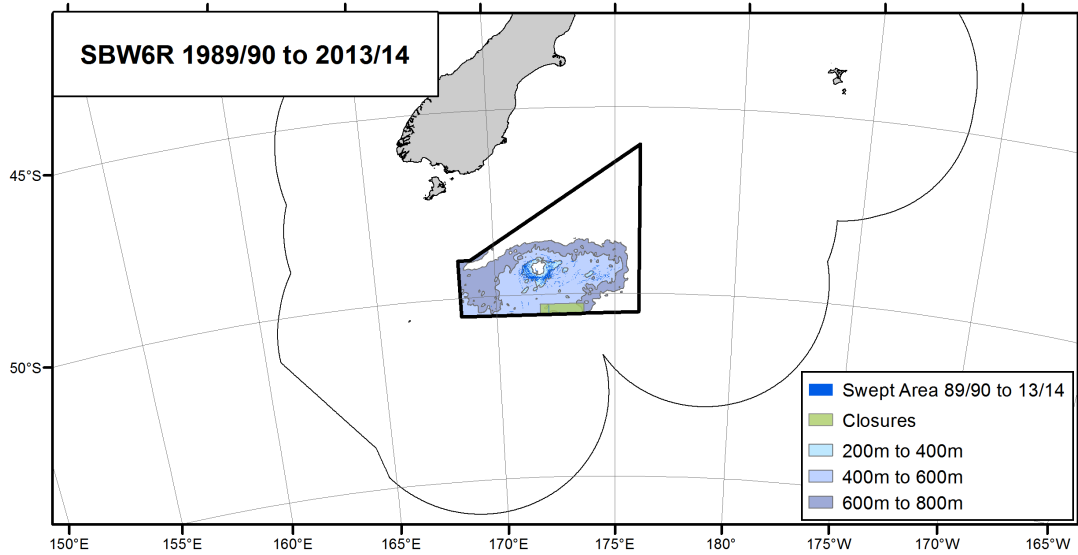 SBW6R 1989/90 to 2013/14
45°S
50°S
Swept Area 89/90 to 13/14
Closures
200m to 400m
400m to 600m
600m to 800m
150°E 155°E 160°E 165°E 170°E 175°E 180° 175°W 170°W 165°W